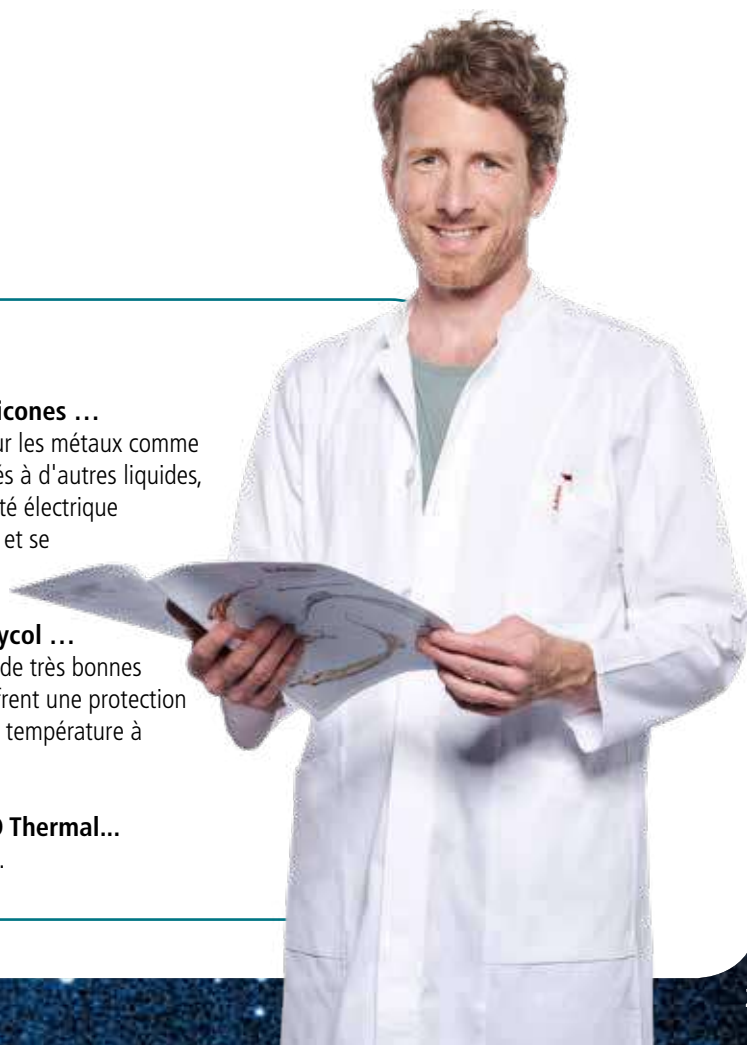 icones …
ur les métaux comme
és à d'autres liquides,
té électrique
et se
ycol …
de très bonnes
frent une protection
température à
Thermal...
.